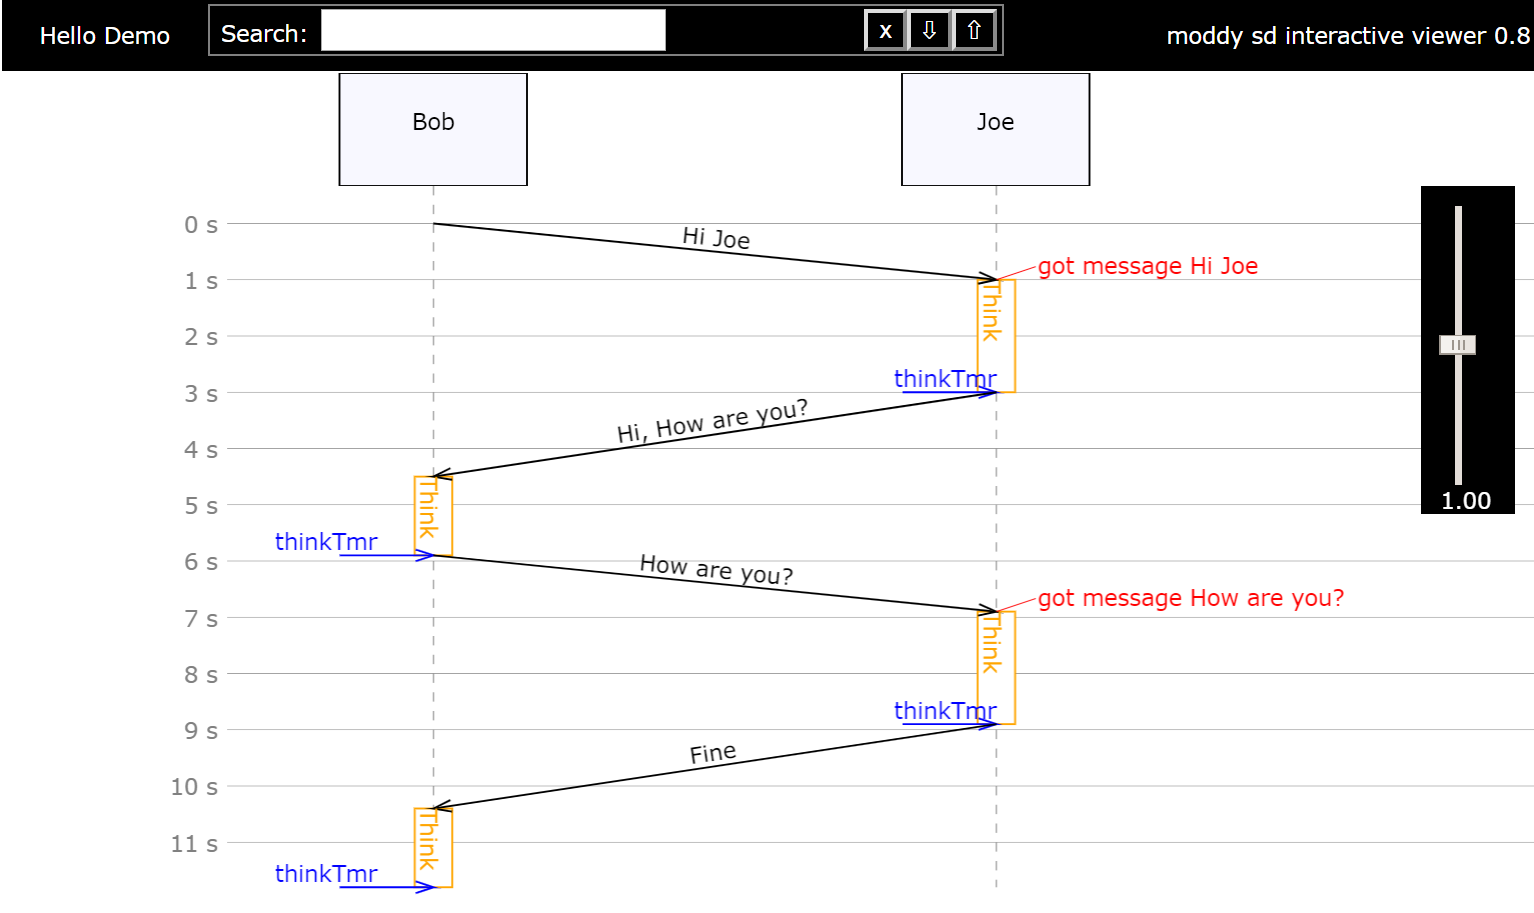 Hello Demo
Search:
x ⇩ ⇧
moddy sd interactive viewer 0.8
Bob
Joe
0 s
Hi Joe
got message Hi Joe
1 s
Think
2 s
thinkTmr
3 s
Hi, How are you?
4 s
Think
5 s
thinkTmr
1.00
6 s
How are you?
got message How are you?
7 s
Think
8 s
thinkTmr
9 s
Fine
10 s
Think
11 s
thinkTmr